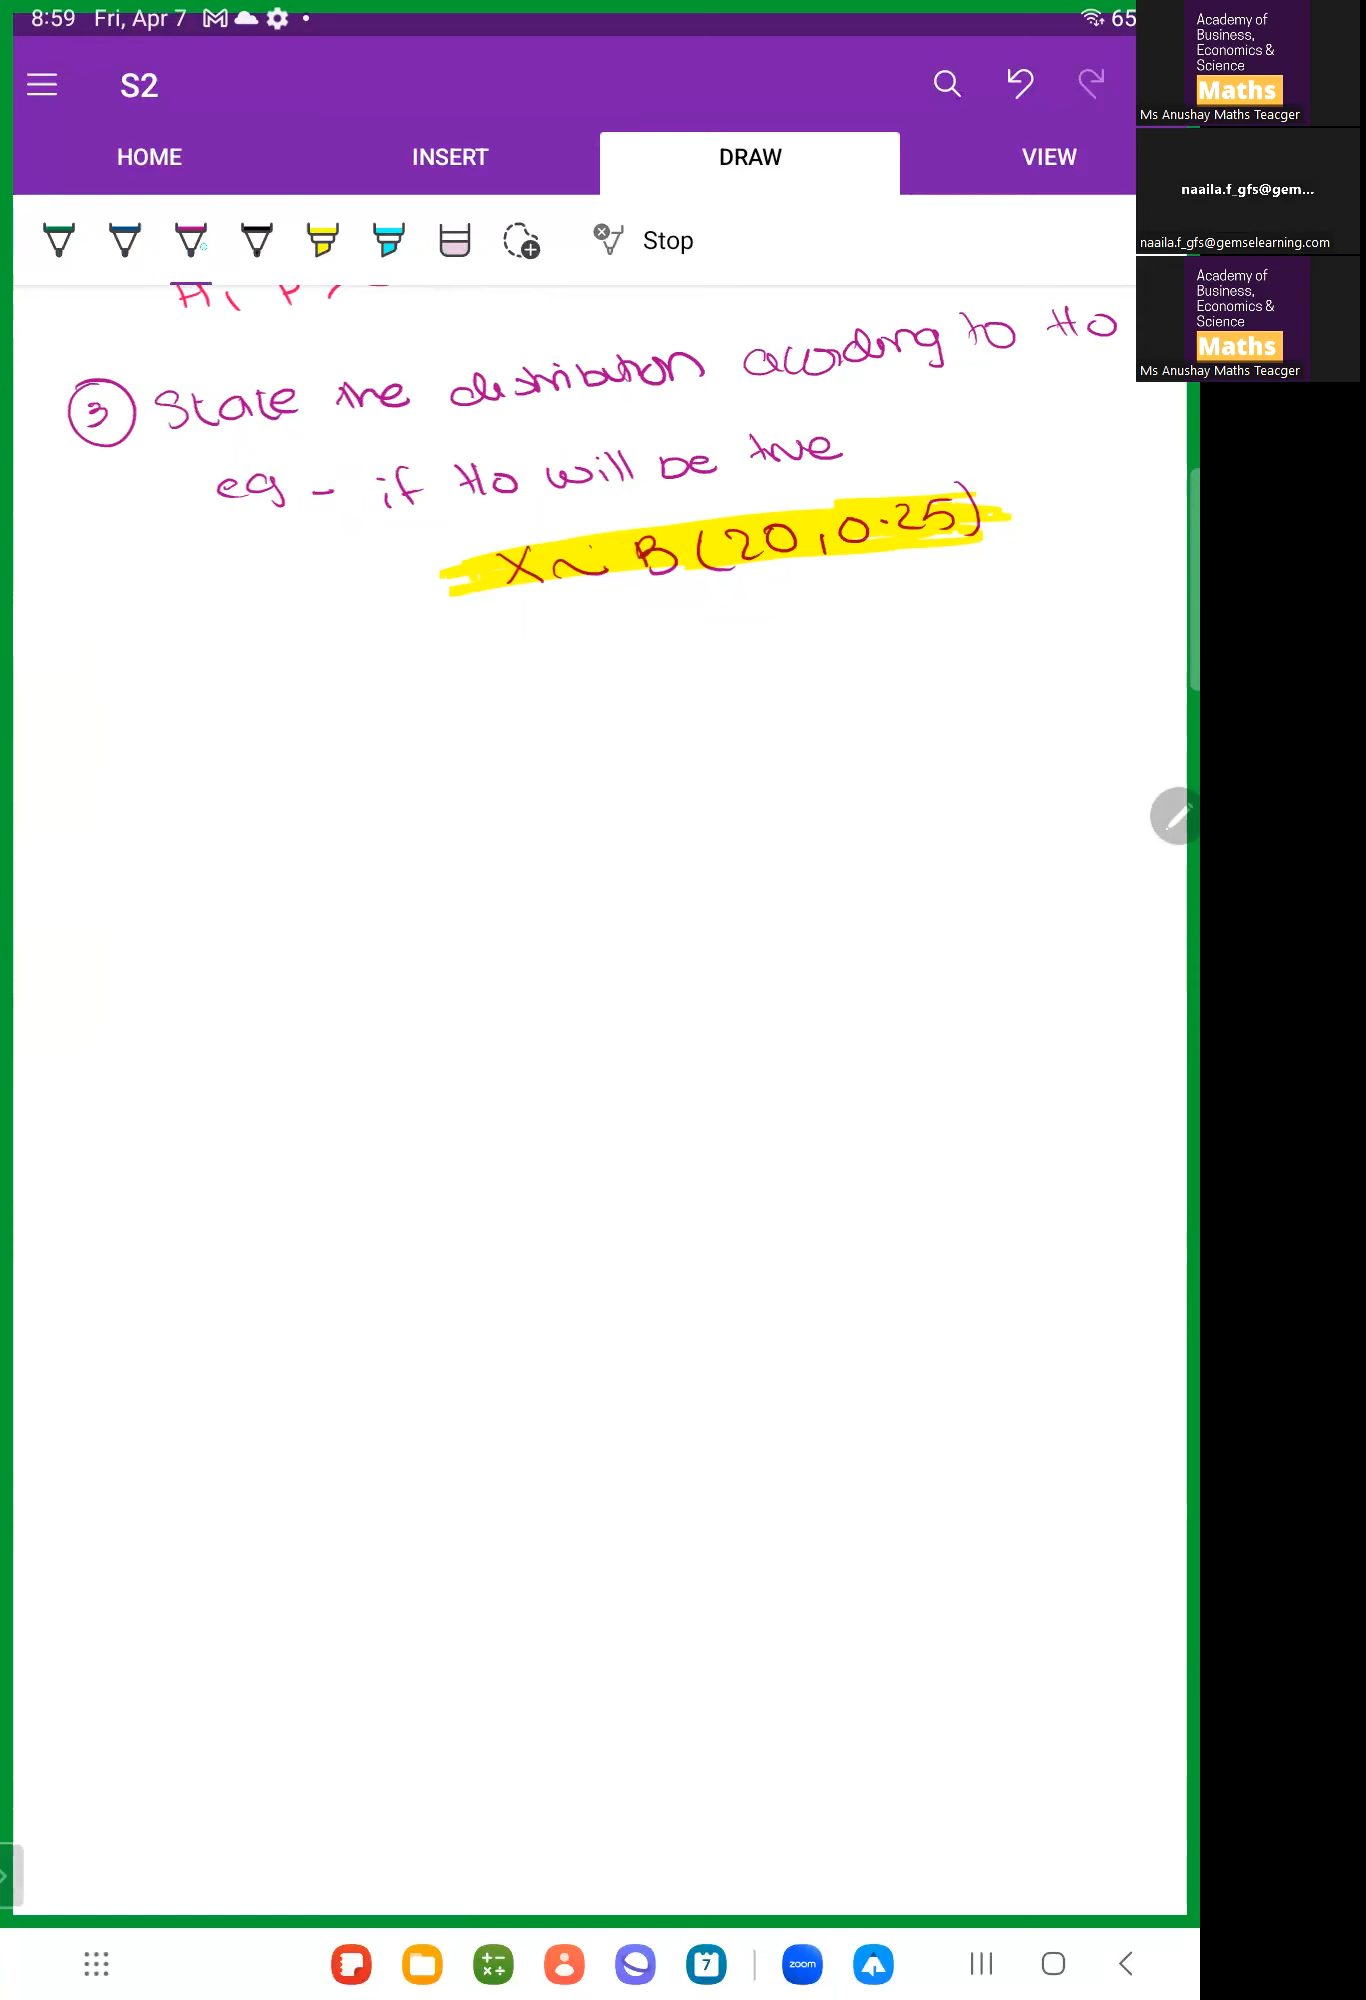 8:59 Fri, Apr 7
65
S2
HOME INSERT DRAW VIEW
Stop
③ State the distribution according to H0
eg - if H0 will be true
X ~ B(20, 0.25)
Academy of
Business,
Economics &
Science
Maths
Ms Anushay Maths Teacger
naaila.f_gfs@gem...
naaila.f_gfs@gemselearning.com
Academy of
Business,
Economics &
Science
Maths
Ms Anushay Maths Teacger
7
zoom